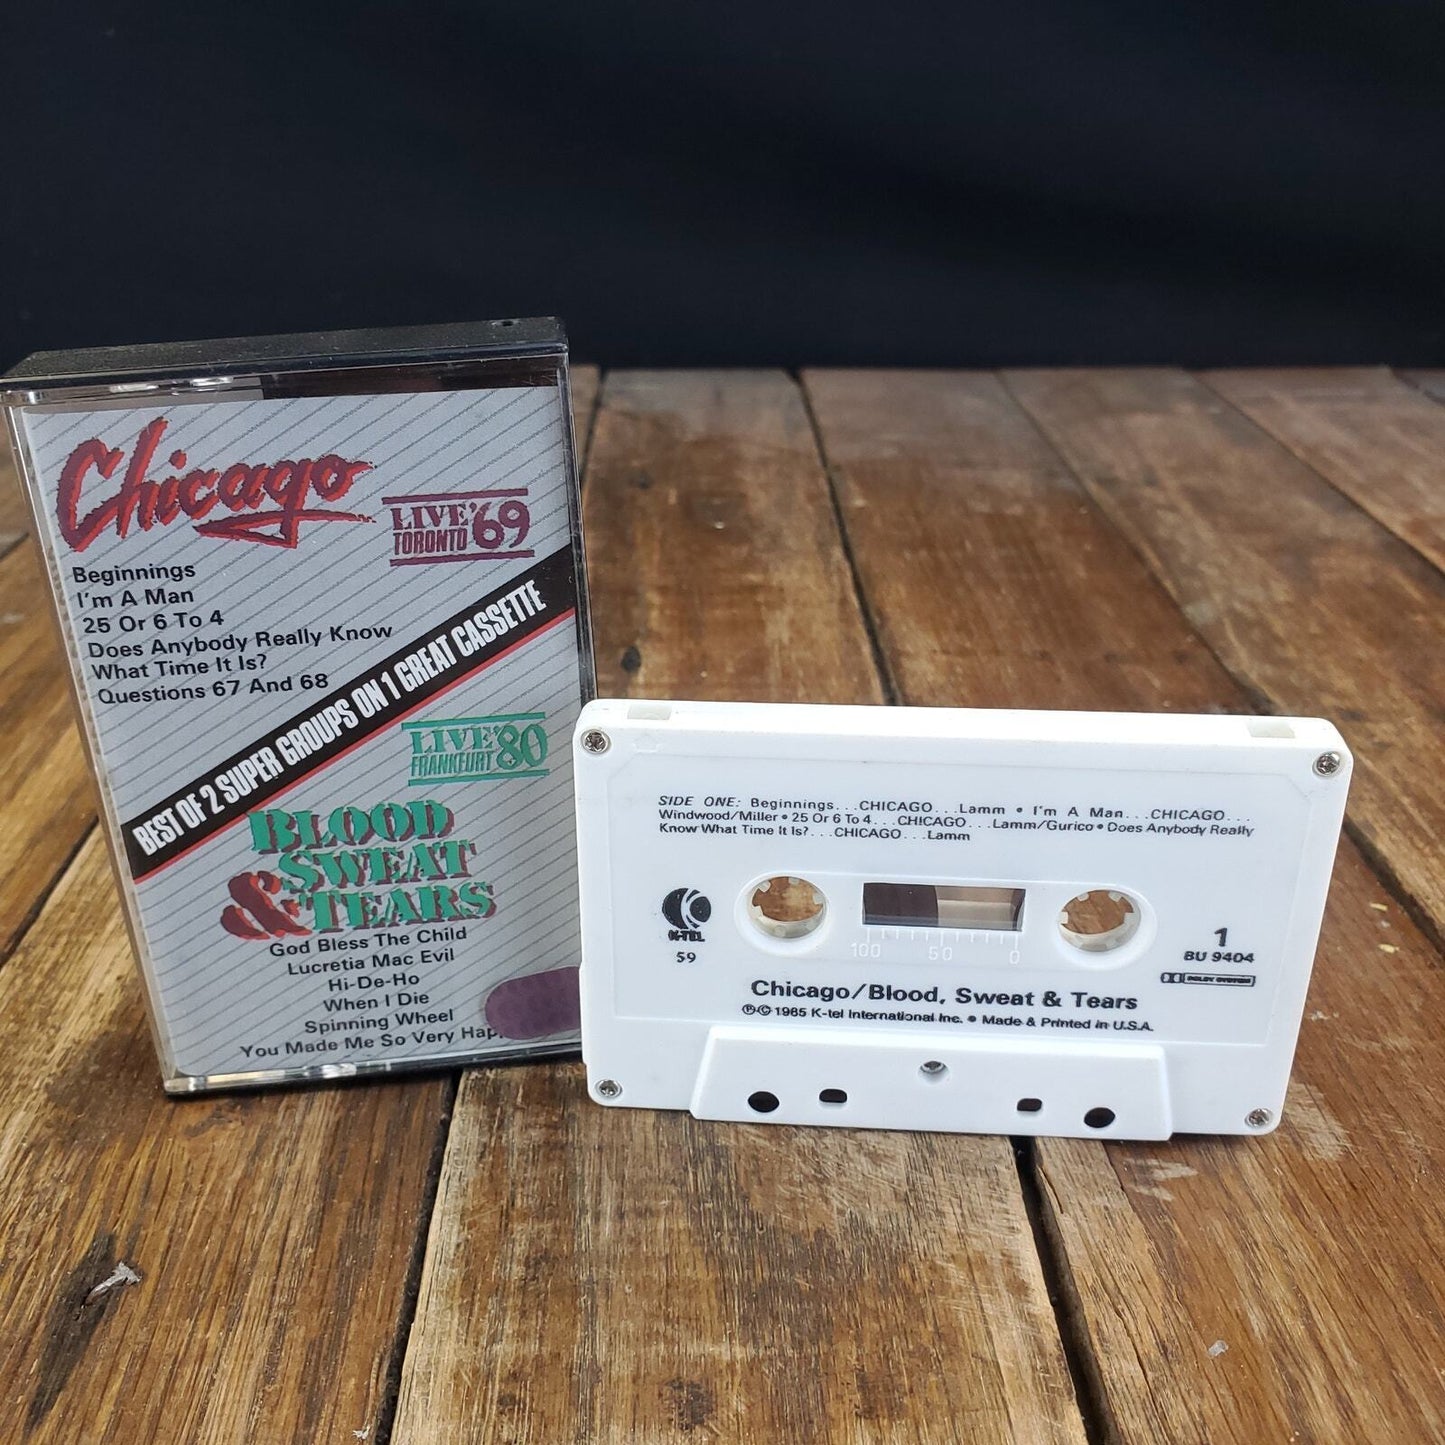 Chicago
LIVE '69
TORONTO
Beginnings
I'm A Man
25 Or 6 To 4
Does Anybody Really Know
What Time It Is?
Questions 67 And 68
BEST OF 2 SUPER GROUPS ON 1 GREAT CASSETTE
LIVE '80
FRANKFURT
BLOOD
SWEAT
& TEARS
God Bless The Child
Lucretia Mac Evil
Hi-De-Ho
When I Die
Spinning Wheel
You Made Me So Very Hap
SIDE ONE: Beginnings...CHICAGO...Lamm • I'm A Man...CHICAGO...
Windwood/Miller • 25 Or 6 To 4...CHICAGO...Lamm/Gurico • Does Anybody Really
Know What Time It Is?...CHICAGO...Lamm
K-TEL
59
100 50 0
1
BU 9404
DOLBY SYSTEM
Chicago/Blood, Sweat & Tears
℗© 1985 K-tel International Inc. • Made & Printed in U.S.A.